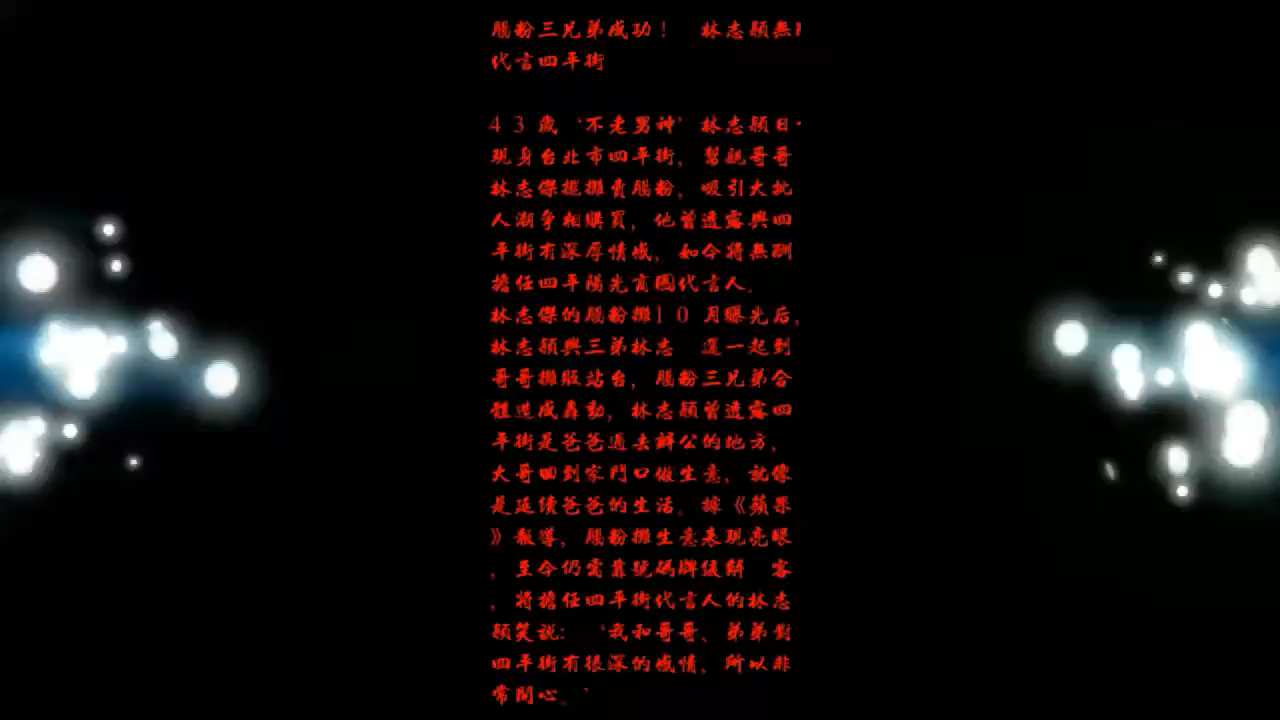 腸粉三兄弟成功! 林志穎無
代言四平街
43歲‘不老男神’林志穎日
現身台北市四平街,幫親哥哥
林志傑擺攤賣腸粉,吸引大批
人潮爭相購買,他曾透露與四
平街有深厚情感,如今將無酬
擔任四平陽光商圈代言人。
林志傑的腸粉攤10月曝光后,
林志穎與三弟林志 還一起到
哥哥攤販站台,腸粉三兄弟合
體造成轟動,林志穎曾透露四
平街是爸爸過去辦公的地方,
大哥回到家門口做生意,就像
是延續爸爸的生活。據《蘋果
》報導,腸粉攤生意表現亮眼
,至今仍需靠號碼牌緩解 客
,將擔任四平街代言人的林志
穎笑說:‘我和哥哥、弟弟對
四平街有很深的感情,所以非
常開心。’